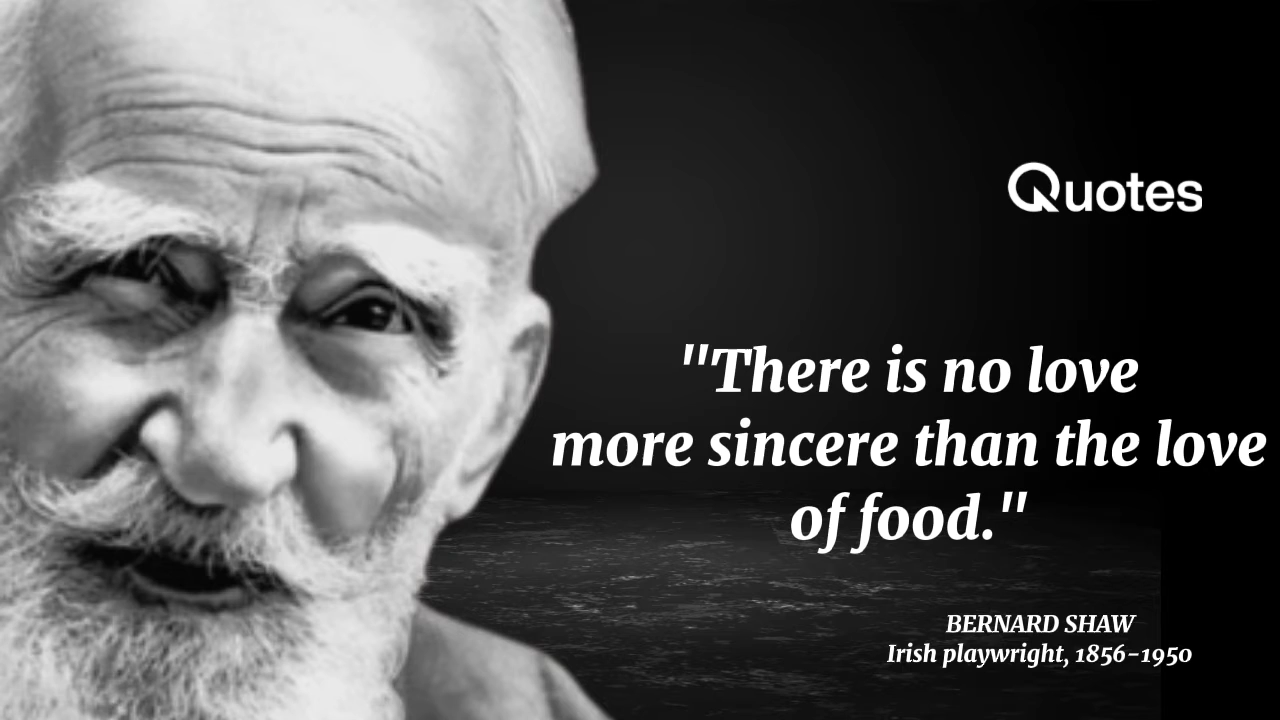 Quotes
"There is no love
more sincere than the love
of food."
BERNARD SHAW
Irish playwright, 1856-1950